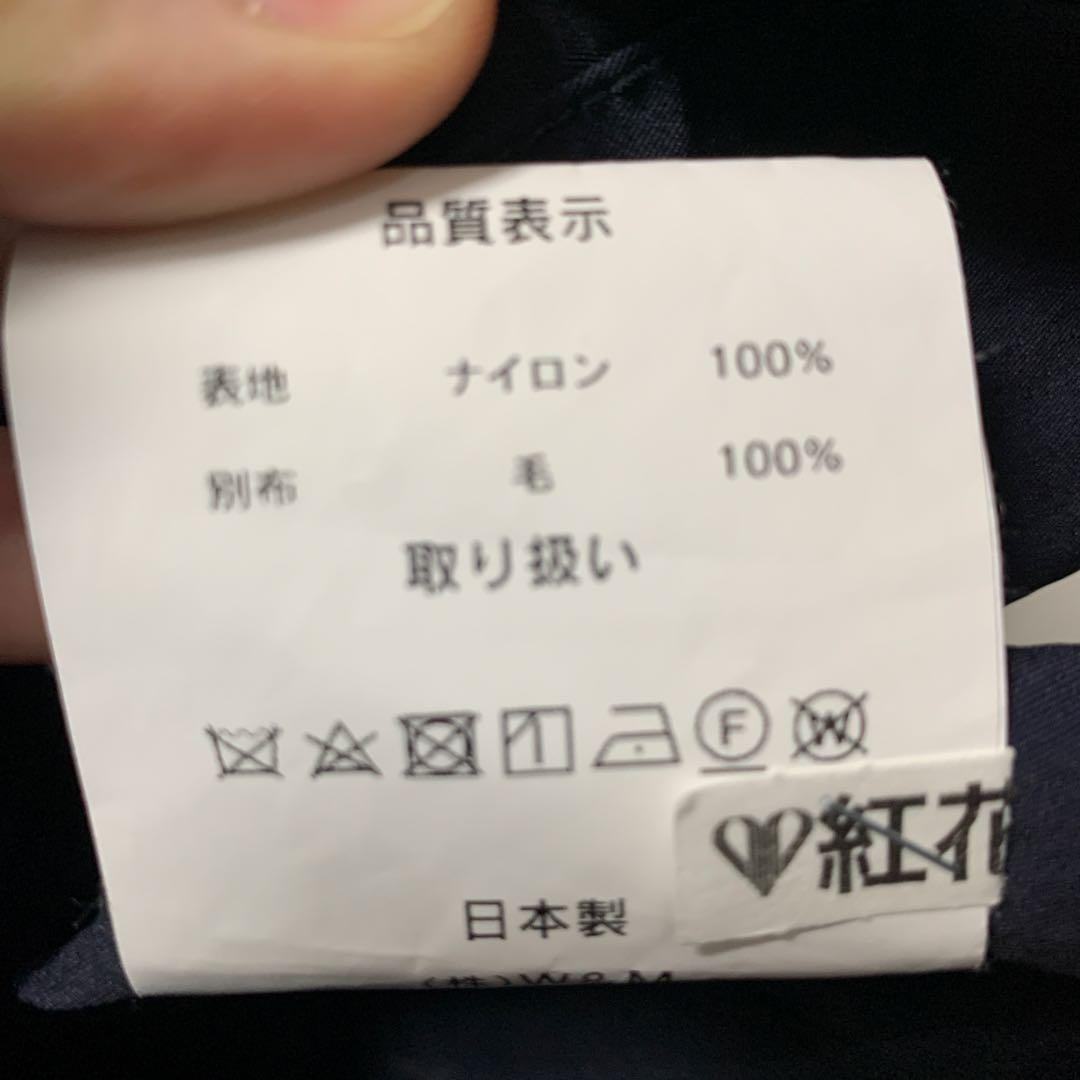 品質表示
表地 ナイロン 100%
別布 毛 100%
取り扱い
F W
紅花
日本製
(株)W&M